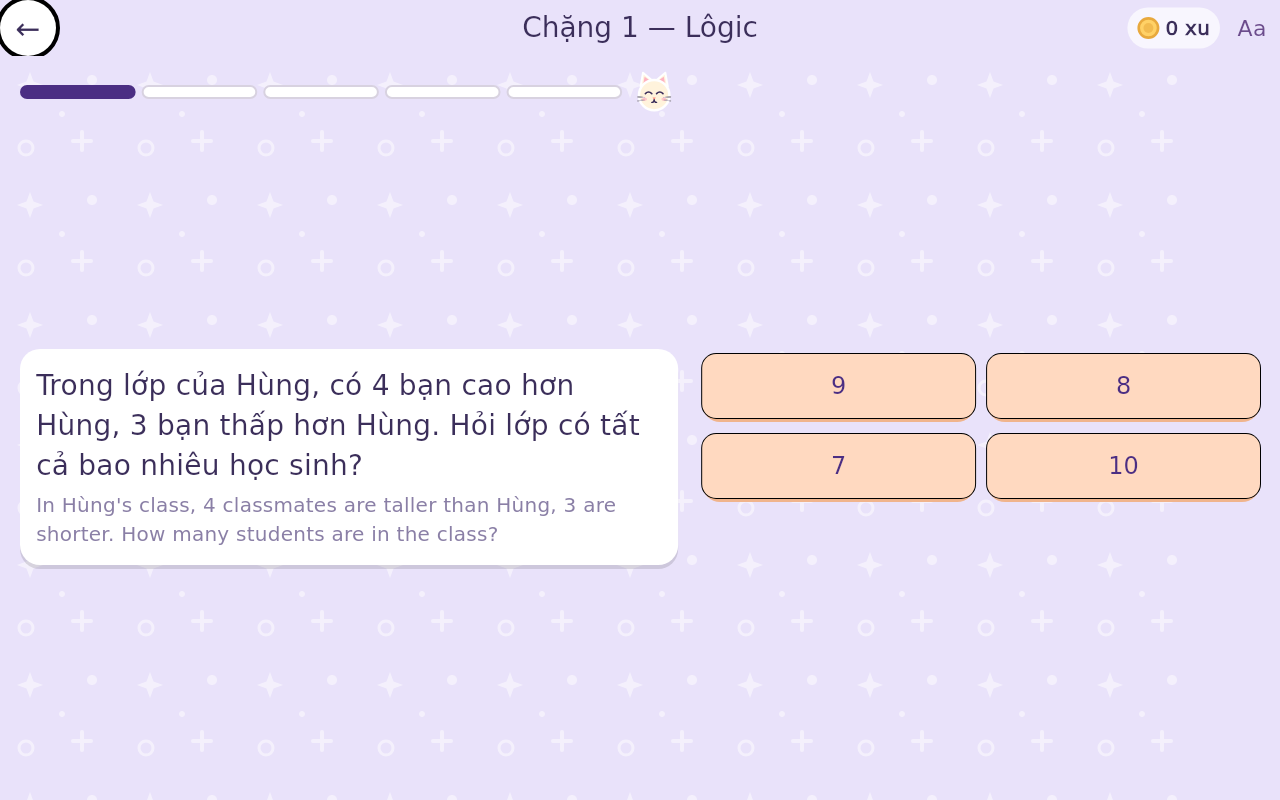 ←
Chặng 1 — Lôgic
0 xu
Aa
Trong lớp của Hùng, có 4 bạn cao hơn
Hùng, 3 bạn thấp hơn Hùng. Hỏi lớp có tất
cả bao nhiêu học sinh?
In Hùng's class, 4 classmates are taller than Hùng, 3 are
shorter. How many students are in the class?
9
8
7
10